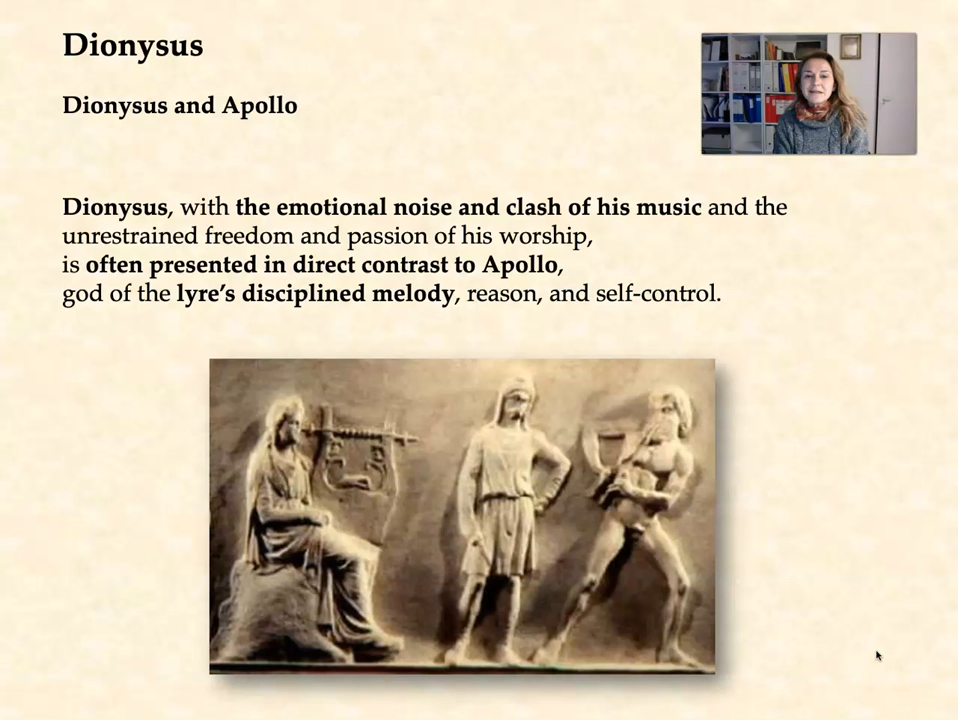 Dionysus
Dionysus and Apollo
Dionysus, with the emotional noise and clash of his music and the
unrestrained freedom and passion of his worship,
is often presented in direct contrast to Apollo,
god of the lyre’s disciplined melody, reason, and self-control.